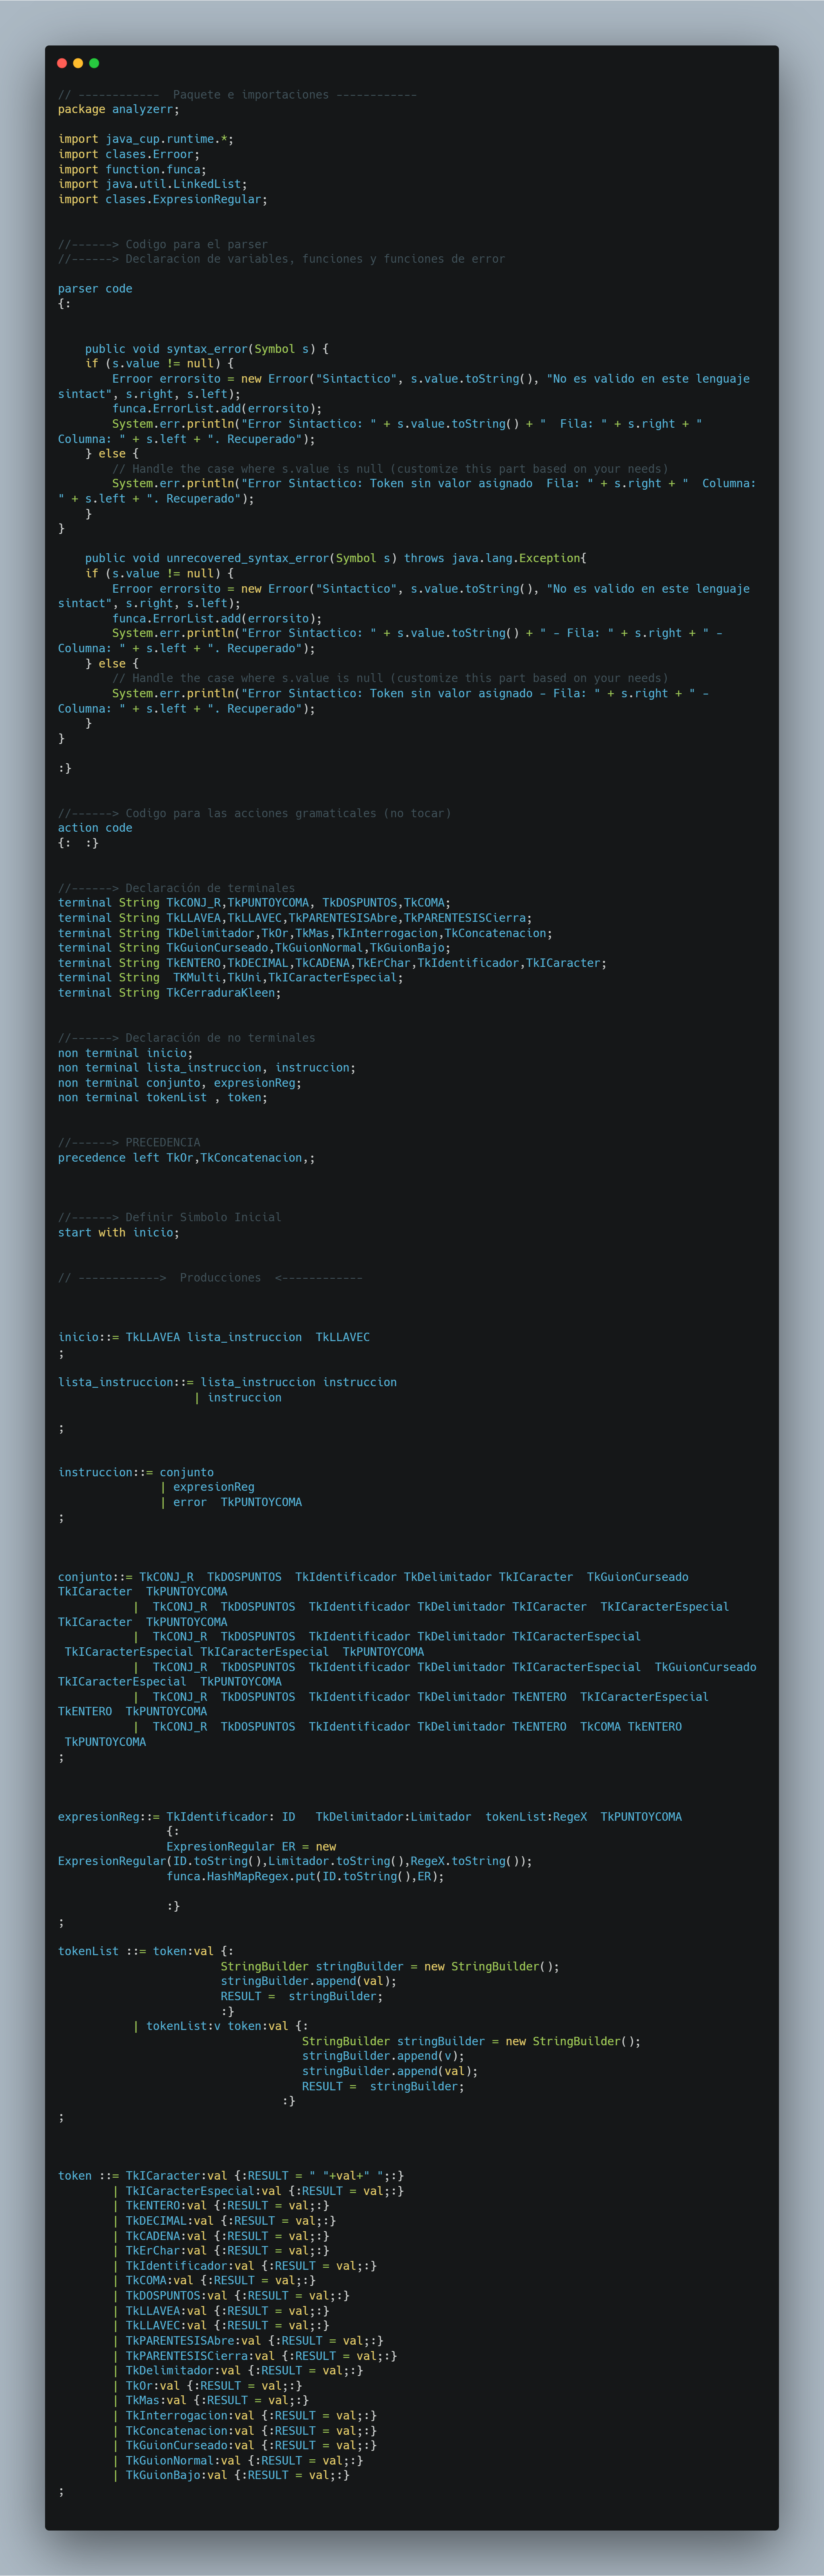 // ------------  Paquete e importaciones ------------
package analyzerr;
import java_cup.runtime.*;
import clases.Erroor;
import function.funca;
import java.util.LinkedList;
import clases.ExpresionRegular;
//------> Codigo para el parser
//------> Declaracion de variables, funciones y funciones de error
parser code
{:
    public void syntax_error(Symbol s) {
    if (s.value != null) {
        Erroor errorsito = new Erroor("Sintactico", s.value.toString(), "No es valido en este lenguaje
sintact", s.right, s.left);
        funca.ErrorList.add(errorsito);
        System.err.println("Error Sintactico: " + s.value.toString() + "  Fila: " + s.right + "
Columna: " + s.left + ". Recuperado");
    } else {
        // Handle the case where s.value is null (customize this part based on your needs)
        System.err.println("Error Sintactico: Token sin valor asignado  Fila: " + s.right + "  Columna:
" + s.left + ". Recuperado");
    }
}
    public void unrecovered_syntax_error(Symbol s) throws java.lang.Exception{
    if (s.value != null) {
        Erroor errorsito = new Erroor("Sintactico", s.value.toString(), "No es valido en este lenguaje
sintact", s.right, s.left);
        funca.ErrorList.add(errorsito);
        System.err.println("Error Sintactico: " + s.value.toString() + " - Fila: " + s.right + " -
Columna: " + s.left + ". Recuperado");
    } else {
        // Handle the case where s.value is null (customize this part based on your needs)
        System.err.println("Error Sintactico: Token sin valor asignado - Fila: " + s.right + " -
Columna: " + s.left + ". Recuperado");
    }
}
:}
//------> Codigo para las acciones gramaticales (no tocar)
action code
{:  :}
//------> Declaración de terminales
terminal String TkCONJ_R,TkPUNTOYCOMA, TkDOSPUNTOS,TkCOMA;
terminal String TkLLAVEA,TkLLAVEC,TkPARENTESISAbre,TkPARENTESISCierra;
terminal String TkDelimitador,TkOr,TkMas,TkInterrogacion,TkConcatenacion;
terminal String TkGuionCurseado,TkGuionNormal,TkGuionBajo;
terminal String TkENTERO,TkDECIMAL,TkCADENA,TkErChar,TkIdentificador,TkICaracter;
terminal String  TKMulti,TkUni,TkICaracterEspecial;
terminal String TkCerraduraKleen;
//------> Declaración de no terminales
non terminal inicio;
non terminal lista_instruccion, instruccion;
non terminal conjunto, expresionReg;
non terminal tokenList , token;
//------> PRECEDENCIA
precedence left TkOr,TkConcatenacion,;
//------> Definir Simbolo Inicial
start with inicio;
// ------------>  Producciones  <------------
inicio::= TkLLAVEA lista_instruccion  TkLLAVEC
;
lista_instruccion::= lista_instruccion instruccion
                    | instruccion
;
instruccion::= conjunto
               | expresionReg
               | error  TkPUNTOYCOMA
;
conjunto::= TkCONJ_R  TkDOSPUNTOS  TkIdentificador TkDelimitador TkICaracter  TkGuionCurseado
TkICaracter  TkPUNTOYCOMA
           |  TkCONJ_R  TkDOSPUNTOS  TkIdentificador TkDelimitador TkICaracter  TkICaracterEspecial
TkICaracter  TkPUNTOYCOMA
           |  TkCONJ_R  TkDOSPUNTOS  TkIdentificador TkDelimitador TkICaracterEspecial
 TkICaracterEspecial TkICaracterEspecial  TkPUNTOYCOMA
           |  TkCONJ_R  TkDOSPUNTOS  TkIdentificador TkDelimitador TkICaracterEspecial  TkGuionCurseado
TkICaracterEspecial  TkPUNTOYCOMA
           |  TkCONJ_R  TkDOSPUNTOS  TkIdentificador TkDelimitador TkENTERO  TkICaracterEspecial
TkENTERO  TkPUNTOYCOMA
           |  TkCONJ_R  TkDOSPUNTOS  TkIdentificador TkDelimitador TkENTERO  TkCOMA TkENTERO
 TkPUNTOYCOMA
;
expresionReg::= TkIdentificador: ID   TkDelimitador:Limitador  tokenList:RegeX  TkPUNTOYCOMA
                {:
                ExpresionRegular ER = new
ExpresionRegular(ID.toString(),Limitador.toString(),RegeX.toString());
                funca.HashMapRegex.put(ID.toString(),ER);
                :}
;
tokenList ::= token:val {:
                        StringBuilder stringBuilder = new StringBuilder();
                        stringBuilder.append(val);
                        RESULT =  stringBuilder;
                        :}
           | tokenList:v token:val {:
                                    StringBuilder stringBuilder = new StringBuilder();
                                    stringBuilder.append(v);
                                    stringBuilder.append(val);
                                    RESULT =  stringBuilder;
                                 :}
;
token ::= TkICaracter:val {:RESULT = " "+val+" ";:}
        | TkICaracterEspecial:val {:RESULT = val;:}
        | TkENTERO:val {:RESULT = val;:}
        | TkDECIMAL:val {:RESULT = val;:}
        | TkCADENA:val {:RESULT = val;:}
        | TkErChar:val {:RESULT = val;:}
        | TkIdentificador:val {:RESULT = val;:}
        | TkCOMA:val {:RESULT = val;:}
        | TkDOSPUNTOS:val {:RESULT = val;:}
        | TkLLAVEA:val {:RESULT = val;:}
        | TkLLAVEC:val {:RESULT = val;:}
        | TkPARENTESISAbre:val {:RESULT = val;:}
        | TkPARENTESISCierra:val {:RESULT = val;:}
        | TkDelimitador:val {:RESULT = val;:}
        | TkOr:val {:RESULT = val;:}
        | TkMas:val {:RESULT = val;:}
        | TkInterrogacion:val {:RESULT = val;:}
        | TkConcatenacion:val {:RESULT = val;:}
        | TkGuionCurseado:val {:RESULT = val;:}
        | TkGuionNormal:val {:RESULT = val;:}
        | TkGuionBajo:val {:RESULT = val;:}
;